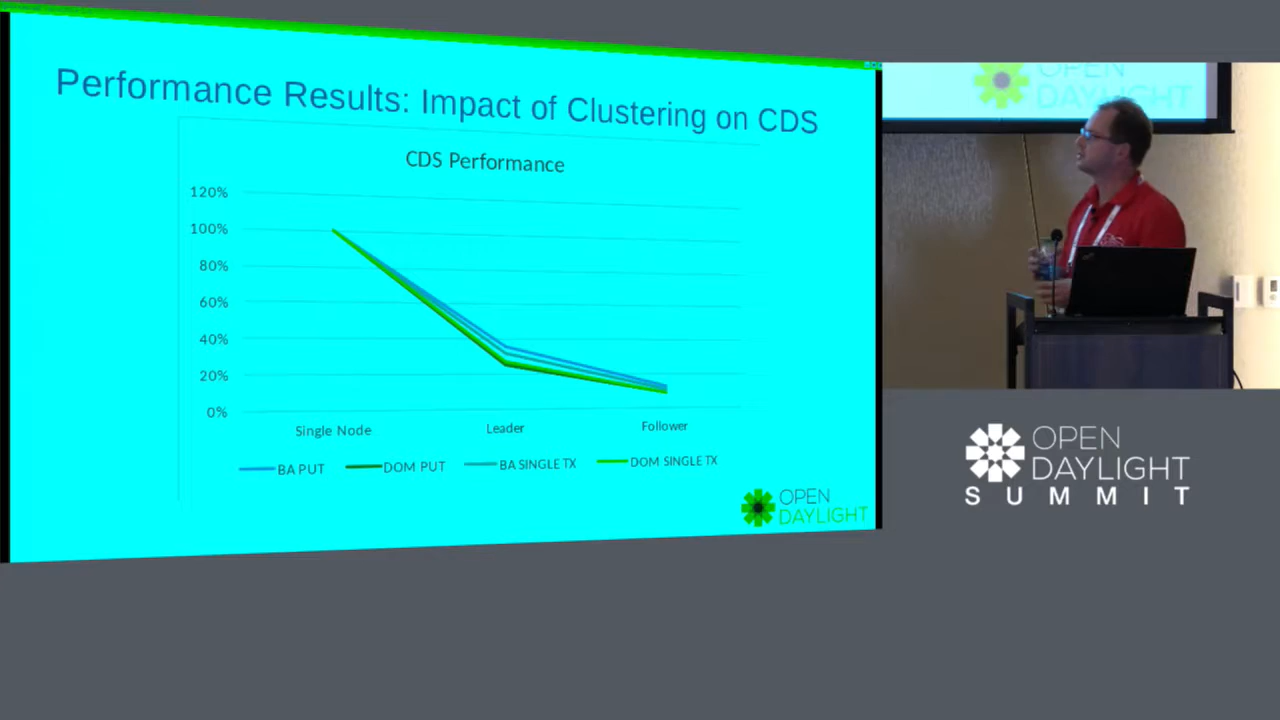 Performance Results: Impact of Clustering on CDS
CDS Performance
120%
100%
80%
60%
40%
20%
0%
Single Node
Leader
Follower
BA PUT
DOM PUT
BA SINGLE TX
DOM SINGLE TX
OPEN
DAYLIGHT
OPEN
DAYLIGHT
OPEN
DAYLIGHT
SUMMIT